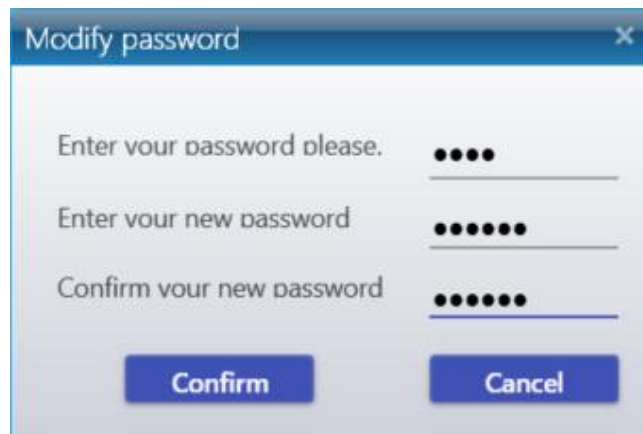 Modify password
Enter your password please. ●●●●
Enter your new password ●●●●●●
Confirm your new password ●●●●●●
Confirm Cancel